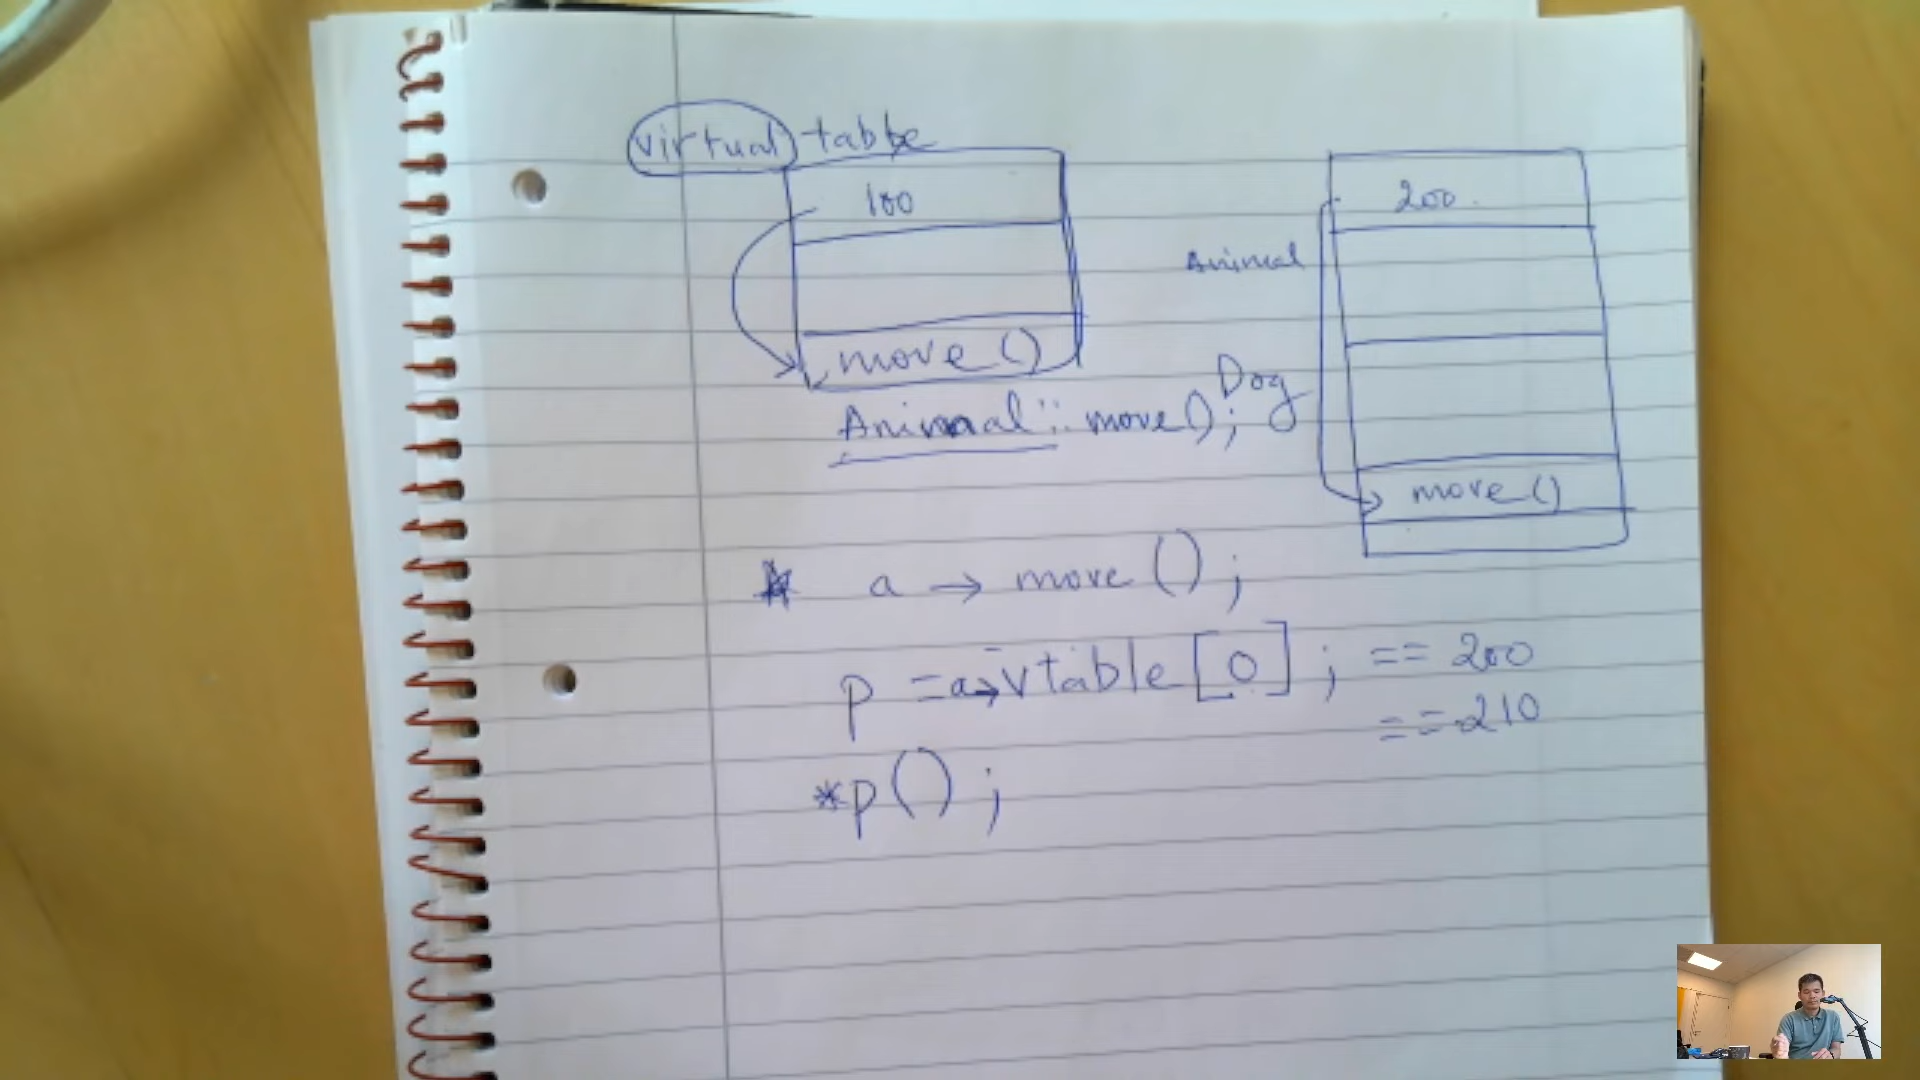 virtual table
100
move()
Animal::move();
200
Animal
Dog
move()
* a → move();
p = a→vtable[0]; == 200
== 210
*p();